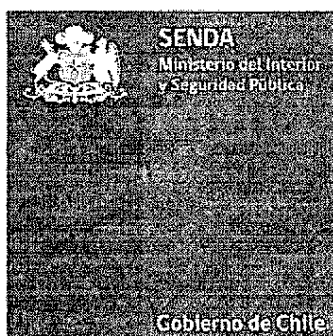 SENDA
Ministerio del Interior
y Seguridad Pública
Gobierno de Chile